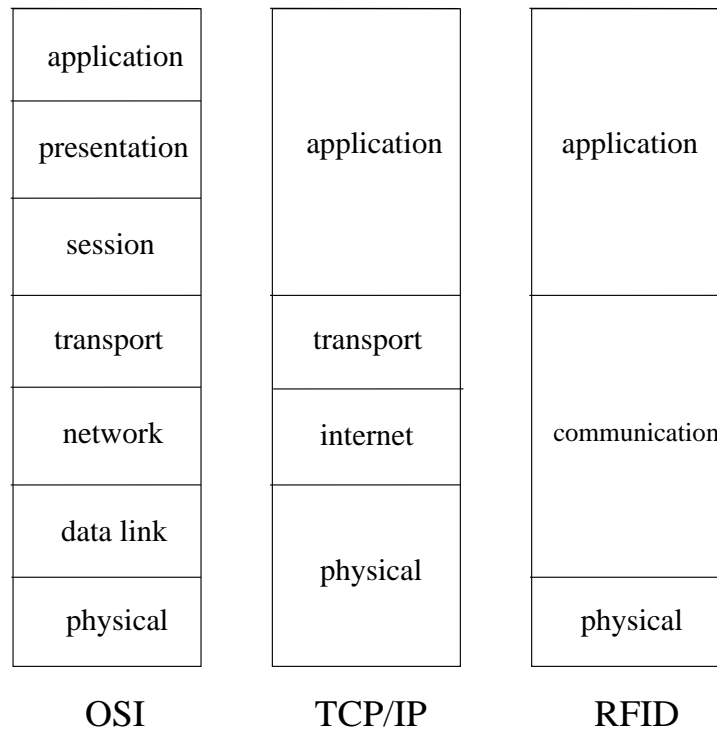 application
presentation
session
transport
network
data link
physical
OSI
application
transport
internet
physical
TCP/IP
application
communication
physical
RFID